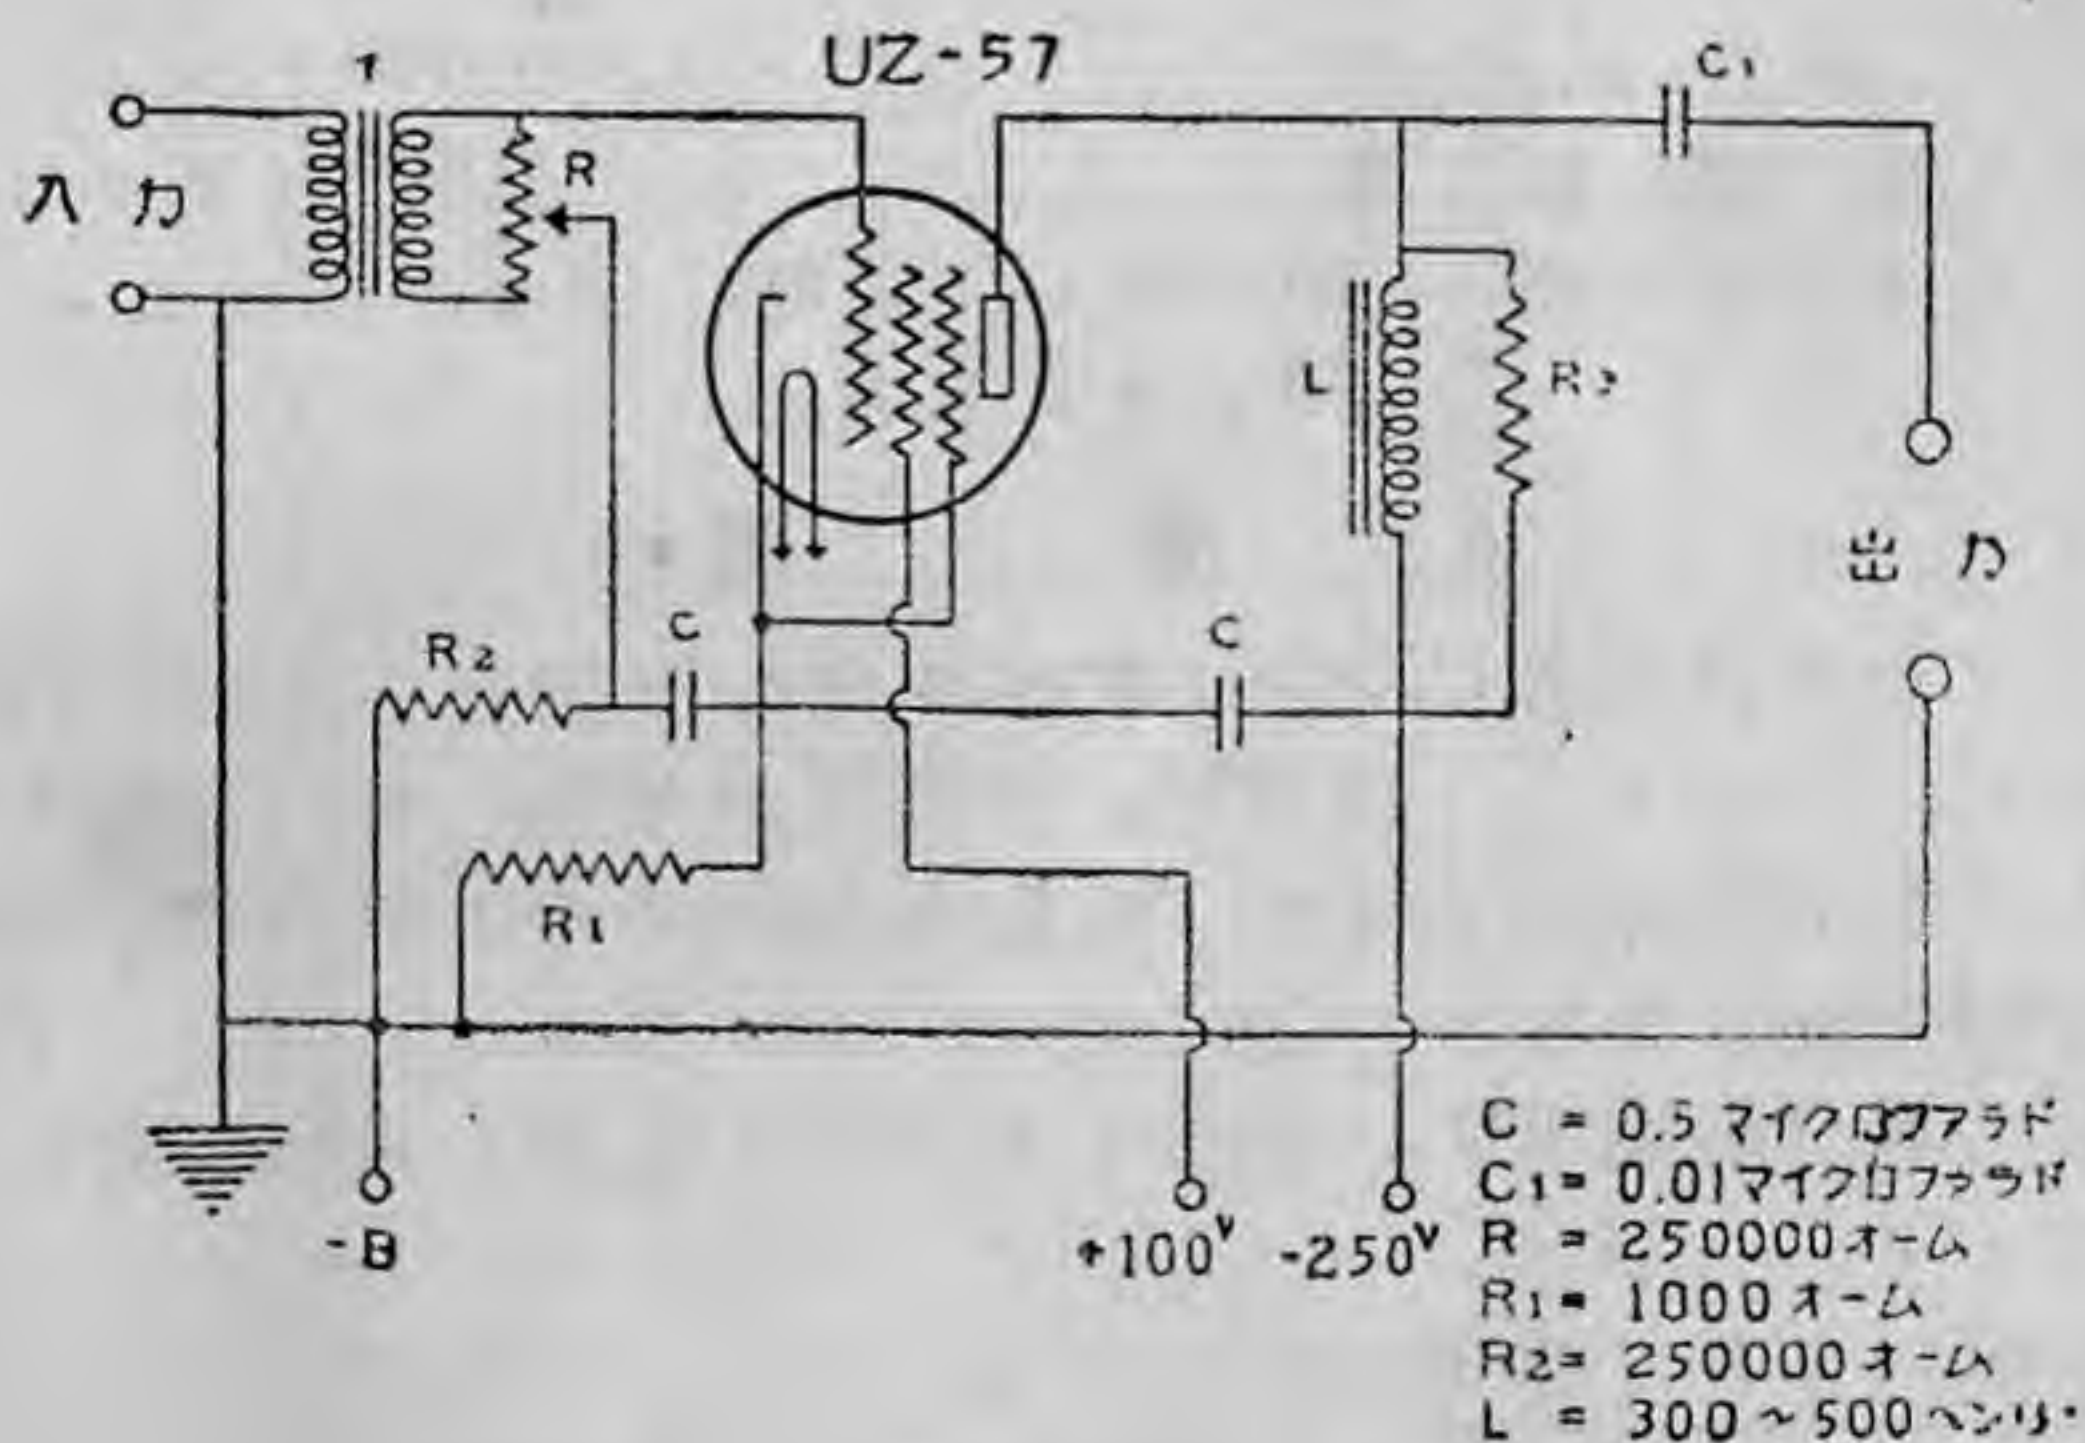 T
UZ-57
C1
入力
R
L
R3
出力
R2
C
C
R1
-B
+100V
-250V
C = 0.5 マイクロファラド
C1= 0.01マイクロファラド
R = 250000オーム
R1= 1000オーム
R2= 250000オーム
L = 300~500ヘンリー